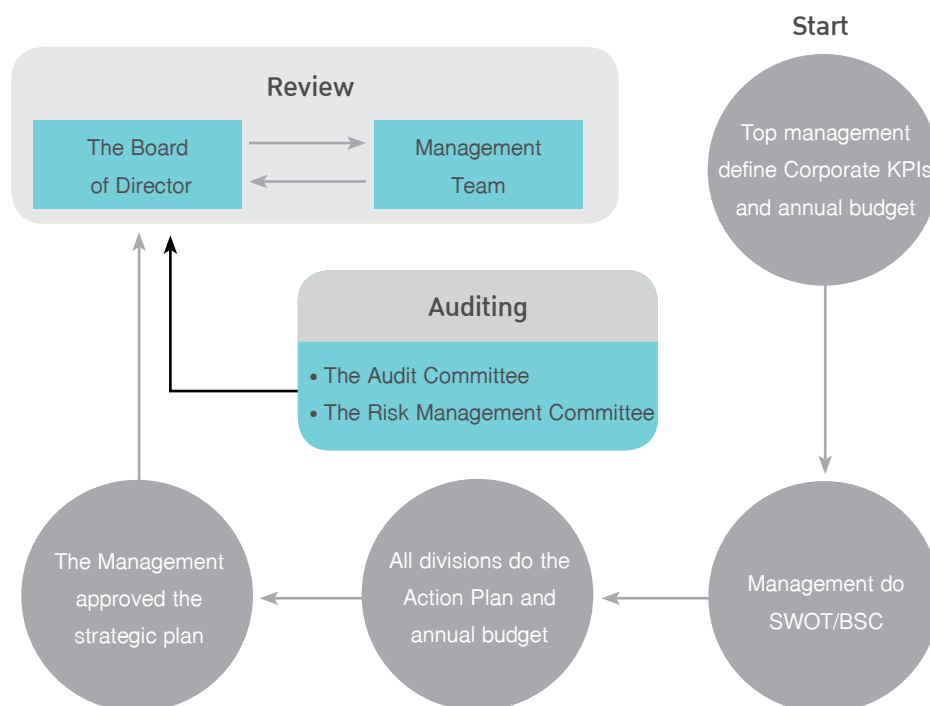 Start
Top management
define Corporate KPIs
and annual budget
Review
The Board
of Director
Management
Team
Auditing
• The Audit Committee
• The Risk Management Committee
Management do
SWOT/BSC
All divisions do the
Action Plan and
annual budget
The Management
approved the
strategic plan